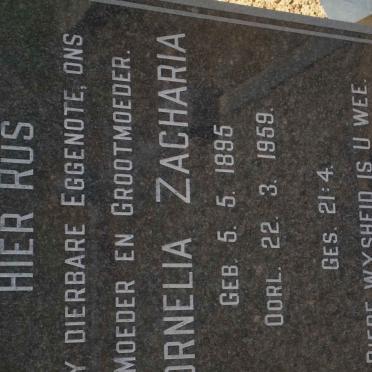 HIER RUS
Y DIERBARE EGGENOTE, ONS
MOEDER EN GROOTMOEDER.
ORNELIA ZACHARIA
GEB. 5. 5. 1895
OORL. 22. 3. 1959.
GES. 21:4.
DIEPE WYSHEID IS U WEE.